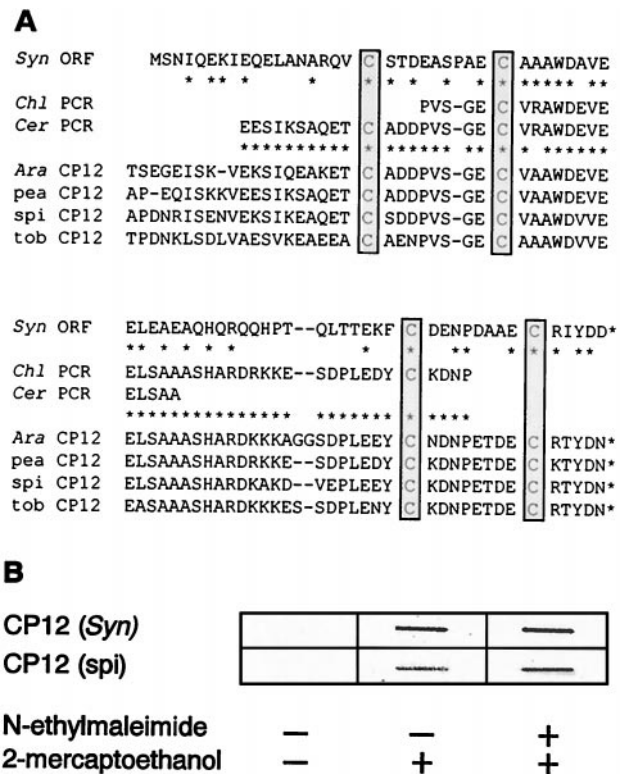 A
Syn ORF MSNIQEKIEQELANARQV C STDEASPAE C AAAWDAVE
* ** * * * * * * * * ***** **
Chl PCR PVS-GE C VRAWDEVE
Cer PCR EESIKSAQET C ADDPVS-GE C VRAWDEVE
*********** * ****** ** * * ******
Ara CP12 TSEGEISK-VEKSIQEAKET C ADDPVS-GE C VAAWDEVE
pea CP12 AP-EQISKKVEESIKSAQET C ADDPVS-GE C VAAWDEVE
spi CP12 APDNRISENVEKSIKEAQET C SDDPVS-GE C VAAWDVVE
tob CP12 TPDNKLSDLVAESVKEAEEA C AENPVS-GE C AAAWDVVE
Syn ORF ELEAEAQHQRQQHPT--QLTTEKF C DENPDAAE C RIYDD*
** * * * * * * ** * * * **
Chl PCR ELSAAASHARDRKKE--SDPLEDY C KDNP
Cer PCR ELSAA
************** ******* * ****
Ara CP12 ELSAAASHARDKKKAGGSDPLEEY C NDNPETDE C RTYDN*
pea CP12 ELSAAASHARDRKKE--SDPLEEY C KDNPETDE C KTYDN*
spi CP12 ELSAAASHARDKAKD--VEPLEEY C KDNPETDE C RTYDN*
tob CP12 EASAAASHARDKKKES-SDPLENY C KDNPETDE C RTYDN*
B
CP12 (Syn)
CP12 (spi)
N-ethylmaleimide − − +
2-mercaptoethanol − + +